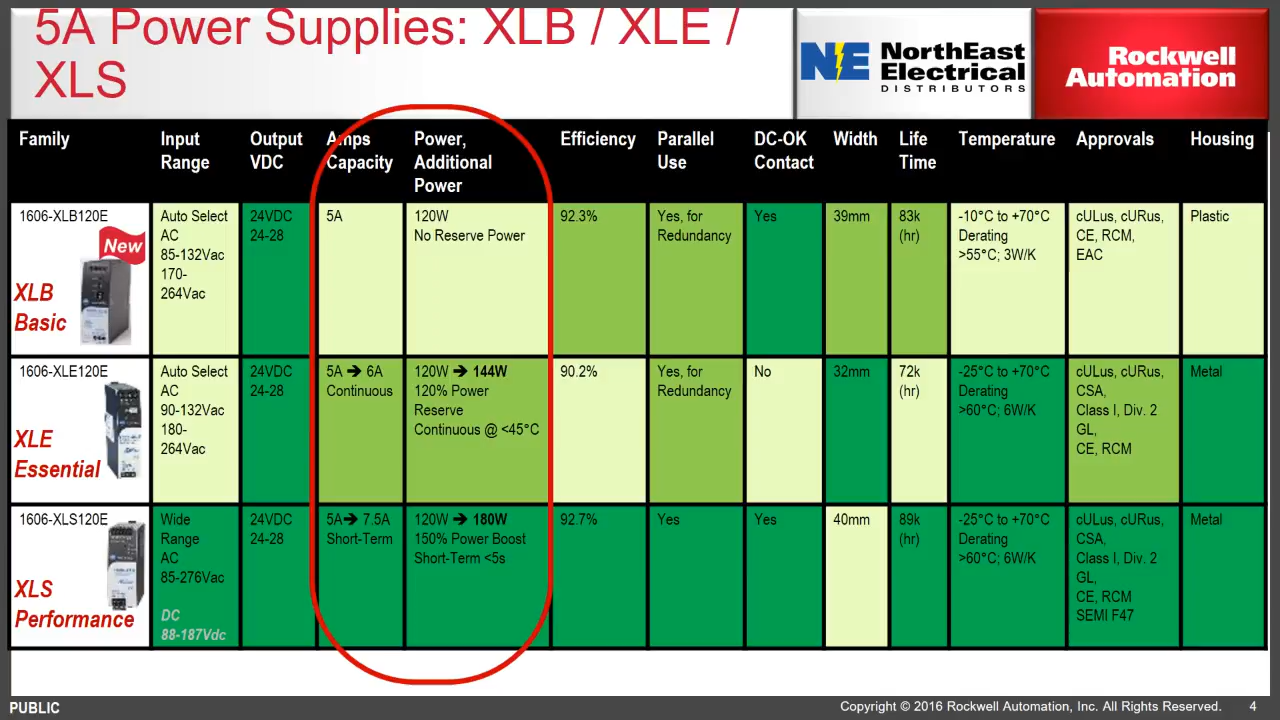 5A Power Supplies: XLB / XLE /
XLS
NE NorthEast
Electrical
DISTRIBUTORS
Rockwell
Automation
Family
Input
Range
Output
VDC
Amps
Capacity
Power,
Additional
Power
Efficiency
Parallel
Use
DC-OK
Contact
Width
Life
Time
Temperature
Approvals
Housing
1606-XLB120E
New
XLB
Basic
Auto Select
AC
85-132Vac
170-
264Vac
24VDC
24-28
5A
120W
No Reserve Power
92.3%
Yes, for
Redundancy
Yes
39mm
83k
(hr)
-10°C to +70°C
Derating
>55°C; 3W/K
cULus, cURus,
CE, RCM,
EAC
Plastic
1606-XLE120E
XLE
Essential
Auto Select
AC
90-132Vac
180-
264Vac
24VDC
24-28
5A ➔ 6A
Continuous
120W ➔ 144W
120% Power
Reserve
Continuous @ <45°C
90.2%
Yes, for
Redundancy
No
32mm
72k
(hr)
-25°C to +70°C
Derating
>60°C; 6W/K
cULus, cURus,
CSA,
Class I, Div. 2
GL,
CE, RCM
Metal
1606-XLS120E
XLS
Performance
Wide
Range
AC
85-276Vac
DC
88-187Vdc
24VDC
24-28
5A➔ 7.5A
Short-Term
120W ➔ 180W
150% Power Boost
Short-Term <5s
92.7%
Yes
Yes
40mm
89k
(hr)
-25°C to +70°C
Derating
>60°C; 6W/K
cULus, cURus,
CSA,
Class I, Div. 2
GL,
CE, RCM
SEMI F47
Metal
PUBLIC
Copyright © 2016 Rockwell Automation, Inc. All Rights Reserved.
4